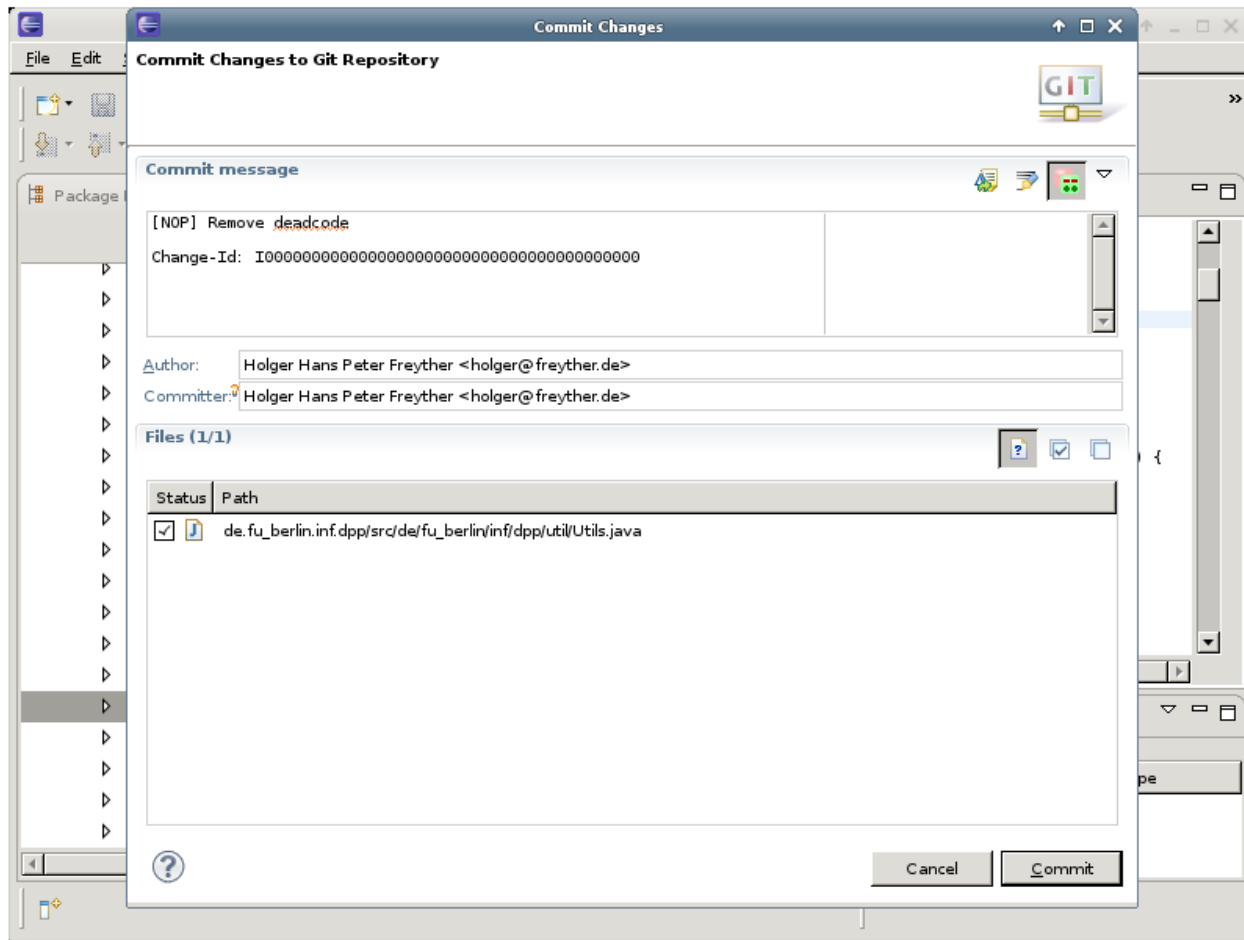 Commit Changes
File Edit
Commit Changes to Git Repository
GIT
»
Commit message
Package
[NOP] Remove deadcode
Change-Id: I0000000000000000000000000000000000000000
Author: Holger Hans Peter Freyther <holger@freyther.de>
Committer: Holger Hans Peter Freyther <holger@freyther.de>
Files (1/1)
) {
Status Path
J de.fu_berlin.inf.dpp/src/de/fu_berlin/inf/dpp/util/Utils.java
pe
Cancel Commit